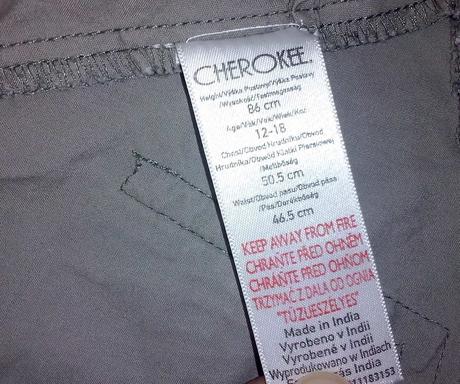 CHEROKEE.
Height/Výška Postavy/Výška Postavy
/Wysokość/Testmagasság
86 cm
Age/Věk/Vek/Wiek/Kor
12-18
Chest/Obvod Hrudníku/Obvod
Hrudníka/Obwód Klatki Piersiowej
/Mellbőség
50.5 cm
Waist/Obvod pasu/Obvod pása
/Pas/Derékbőség
46.5 cm
KEEP AWAY FROM FIRE
CHRAŇTE PŘED OHNĚM
CHRÁŇTE PRED OHŇOM
TRZYMAĆ Z DALA OD OGNIA
"TŰZVESZÉLYES"
Made in India
Vyrobeno v Indii
Vyrobené v Indii
Wyprodukowano w Indiach
India
11183153